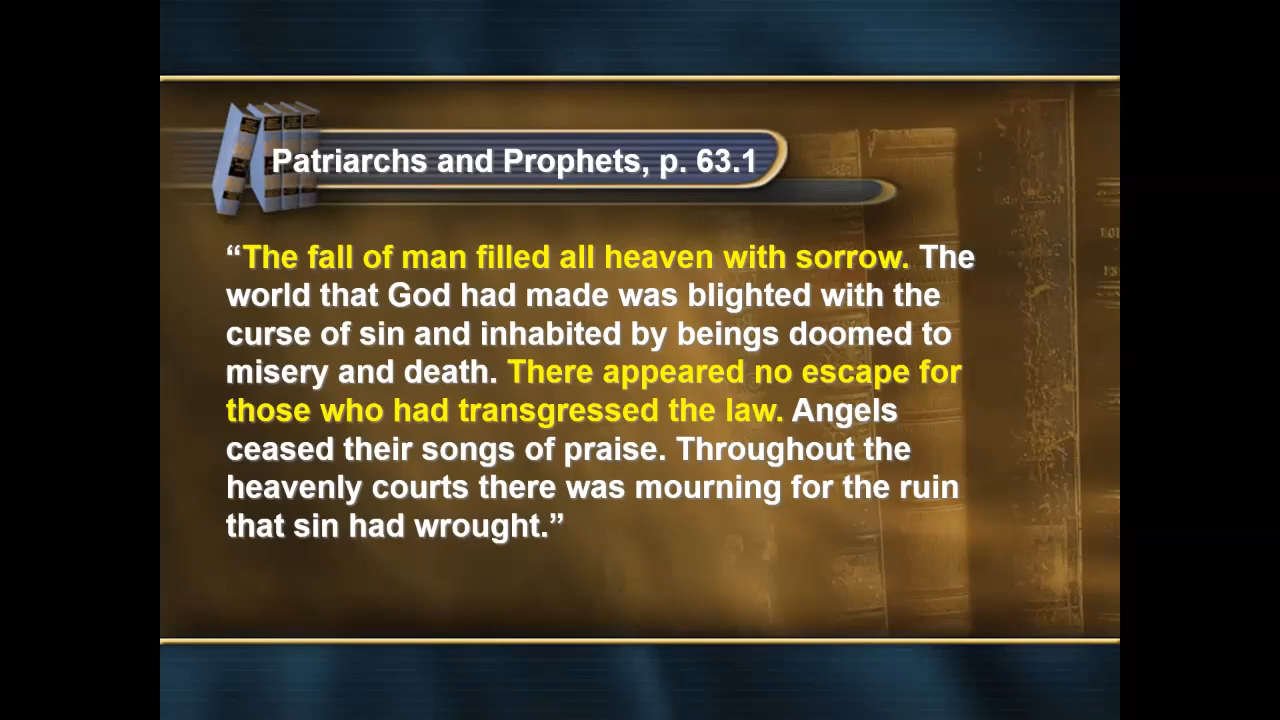 Patriarchs and Prophets, p. 63.1
“The fall of man filled all heaven with sorrow. The
world that God had made was blighted with the
curse of sin and inhabited by beings doomed to
misery and death. There appeared no escape for
those who had transgressed the law. Angels
ceased their songs of praise. Throughout the
heavenly courts there was mourning for the ruin
that sin had wrought.”